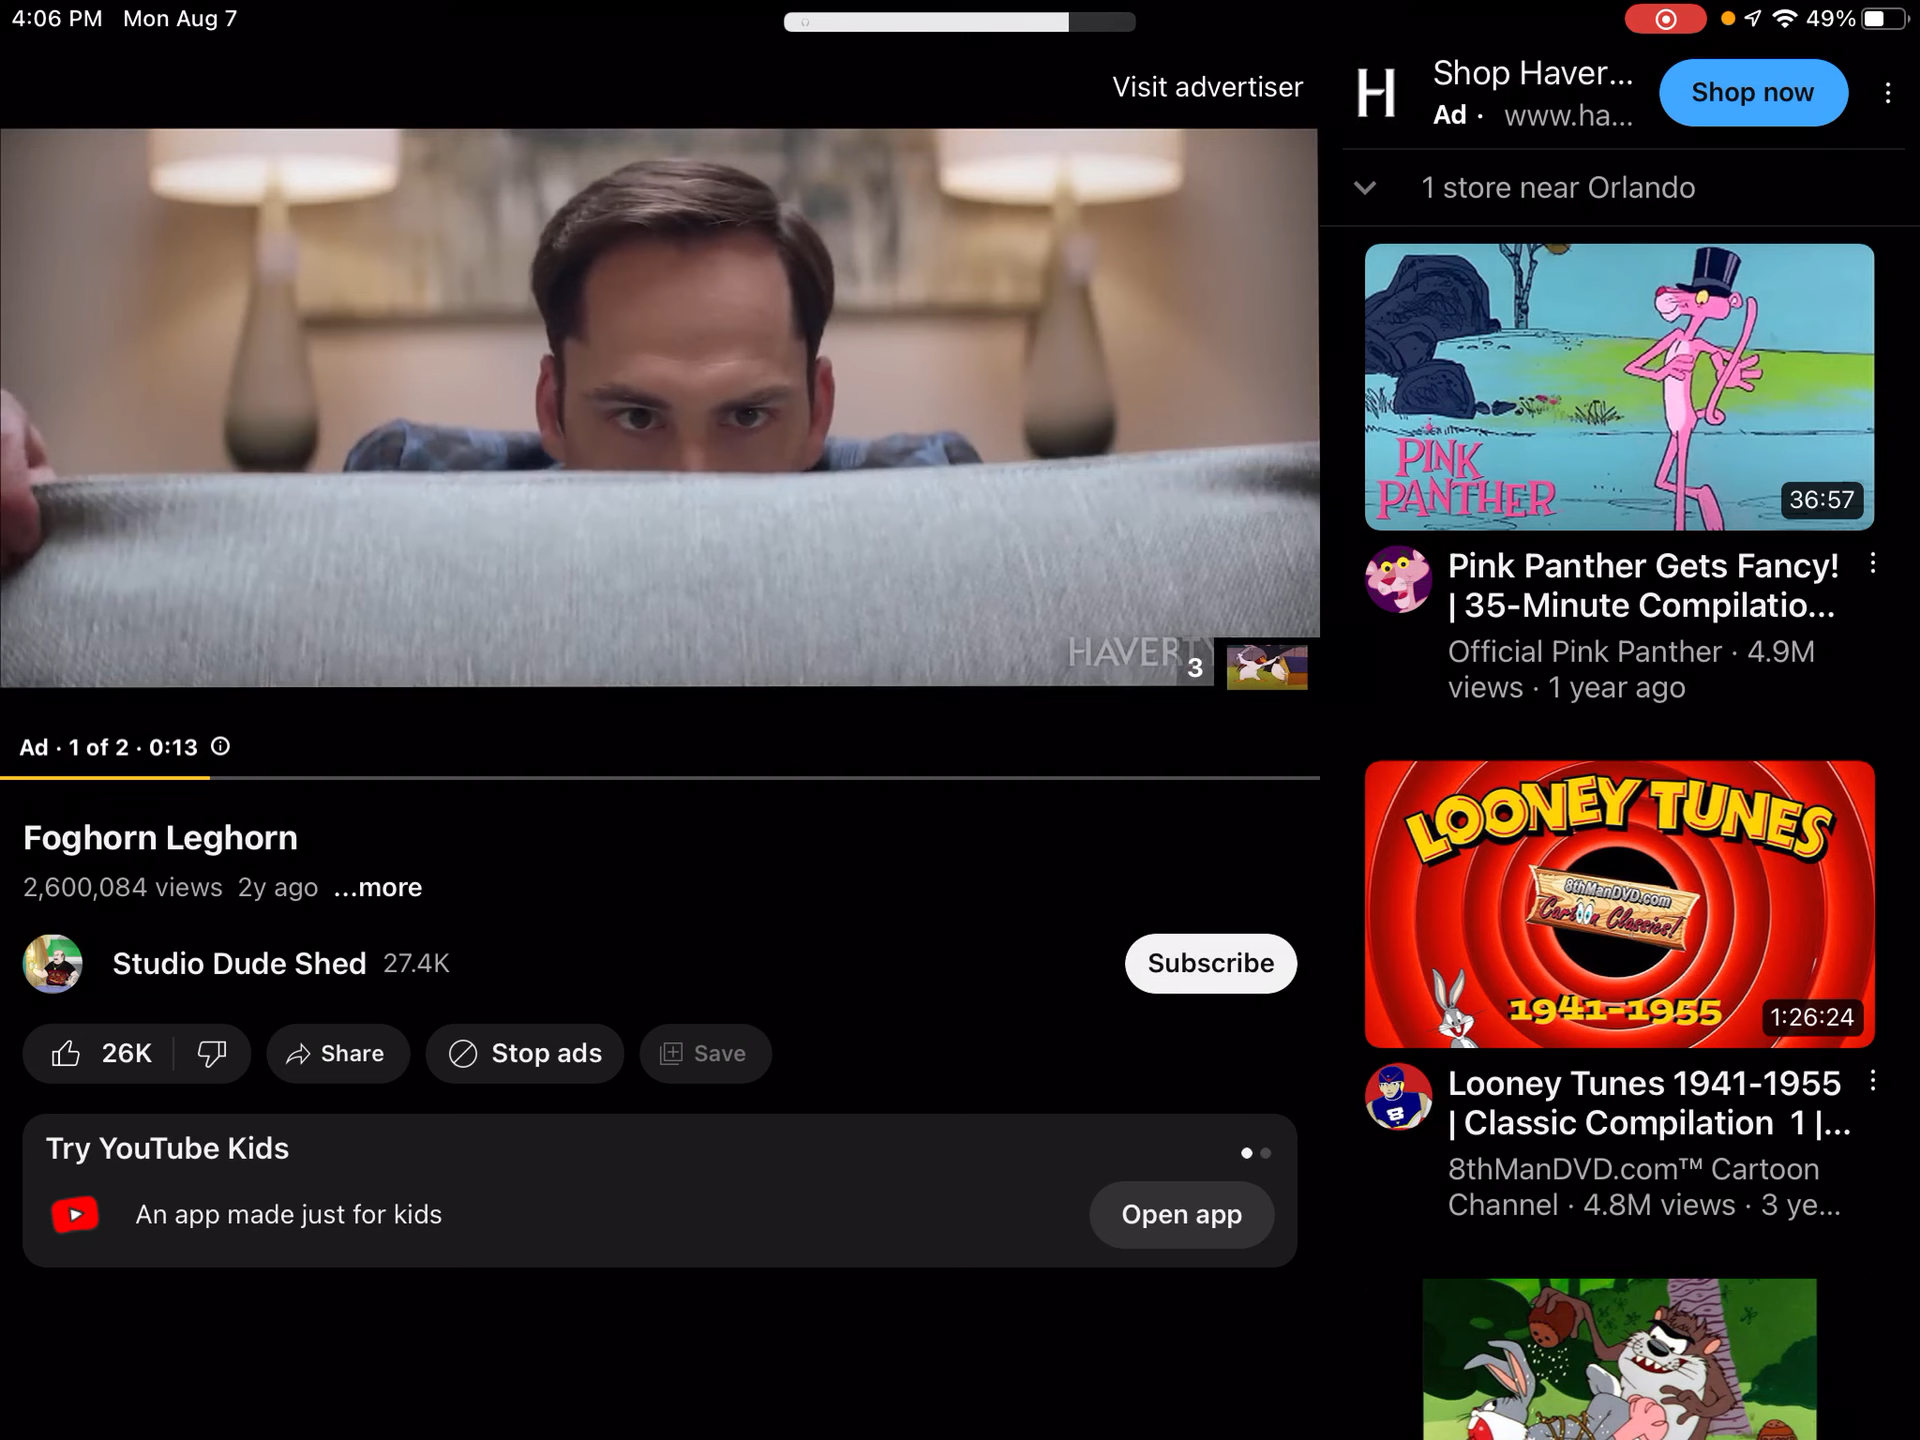 4:06 PM Mon Aug 7
49%
Visit advertiser
HAVERT
3
Ad · 1 of 2 · 0:13
Foghorn Leghorn
2,600,084 views 2y ago ...more
Studio Dude Shed 27.4K
Subscribe
26K
Share
Stop ads
Save
Try YouTube Kids
An app made just for kids
Open app
H
Shop Haver...
Ad · www.ha...
Shop now
1 store near Orlando
PINK
PANTHER
36:57
Pink Panther Gets Fancy!
| 35-Minute Compilatio...
Official Pink Panther · 4.9M
views · 1 year ago
LOONEY TUNES
8thManDVD.com
Cartoon Classics!
1941-1955
1:26:24
8
Looney Tunes 1941-1955
| Classic Compilation 1 |...
8thManDVD.com™ Cartoon
Channel · 4.8M views · 3 ye...